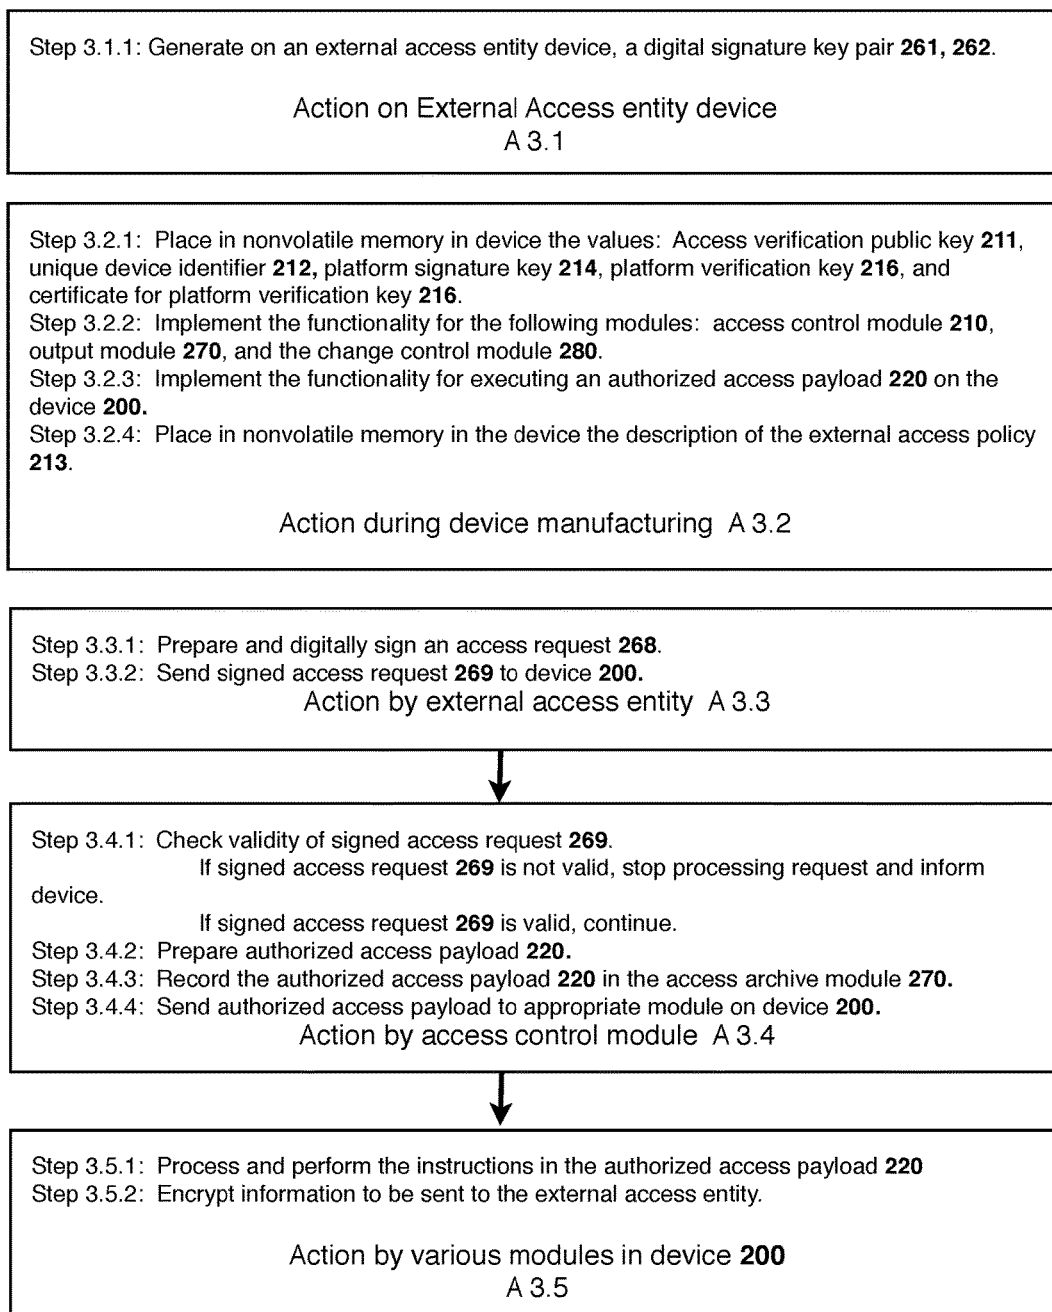 Step 3.1.1: Generate on an external access entity device, a digital signature key pair 261, 262.
Action on External Access entity device
A 3.1
Step 3.2.1: Place in nonvolatile memory in device the values: Access verification public key 211,
unique device identifier 212, platform signature key 214, platform verification key 216, and
certificate for platform verification key 216.
Step 3.2.2: Implement the functionality for the following modules: access control module 210,
output module 270, and the change control module 280.
Step 3.2.3: Implement the functionality for executing an authorized access payload 220 on the
device 200.
Step 3.2.4: Place in nonvolatile memory in the device the description of the external access policy
213.
Action during device manufacturing A 3.2
Step 3.3.1: Prepare and digitally sign an access request 268.
Step 3.3.2: Send signed access request 269 to device 200.
Action by external access entity A 3.3
Step 3.4.1: Check validity of signed access request 269.
If signed access request 269 is not valid, stop processing request and inform
device.
If signed access request 269 is valid, continue.
Step 3.4.2: Prepare authorized access payload 220.
Step 3.4.3: Record the authorized access payload 220 in the access archive module 270.
Step 3.4.4: Send authorized access payload to appropriate module on device 200.
Action by access control module A 3.4
Step 3.5.1: Process and perform the instructions in the authorized access payload 220
Step 3.5.2: Encrypt information to be sent to the external access entity.
Action by various modules in device 200
A 3.5